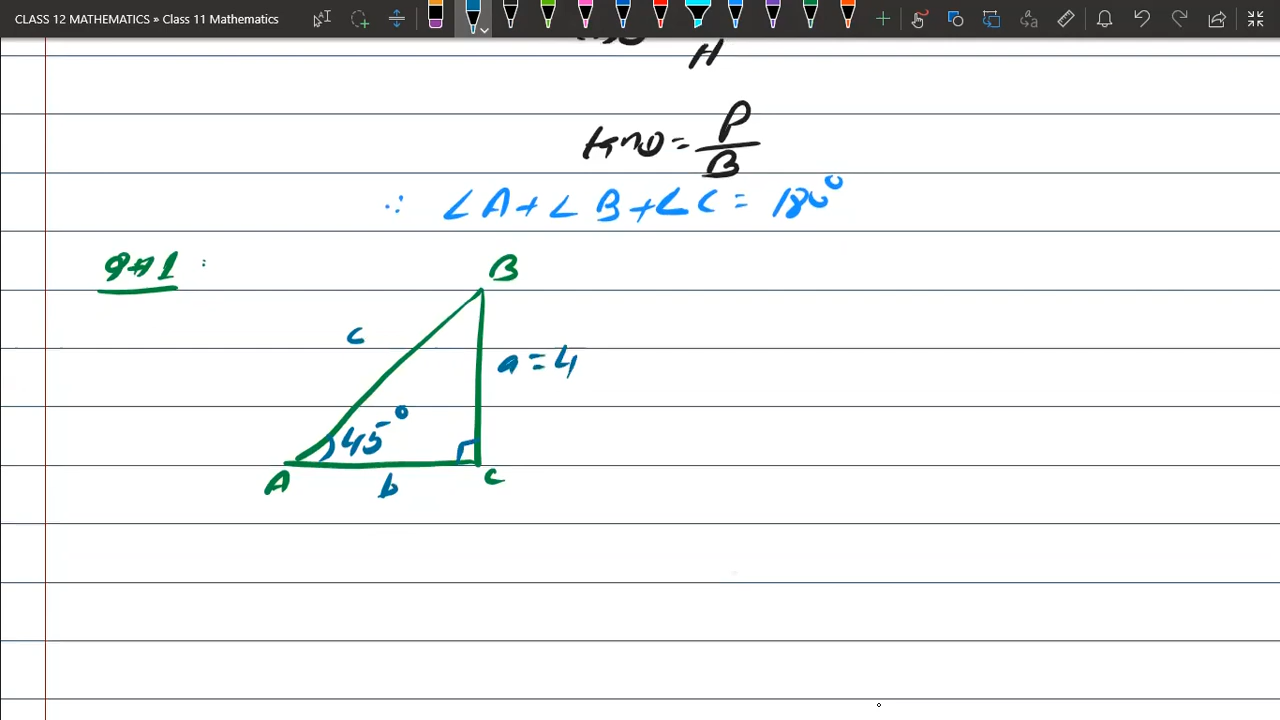 CLASS 12 MATHEMATICS » Class 11 Mathematics
H
tanθ = P/B
∴ ∠A+∠B+∠C = 180°
Q#1 :
B
c
a = 4
45°
A
b
C